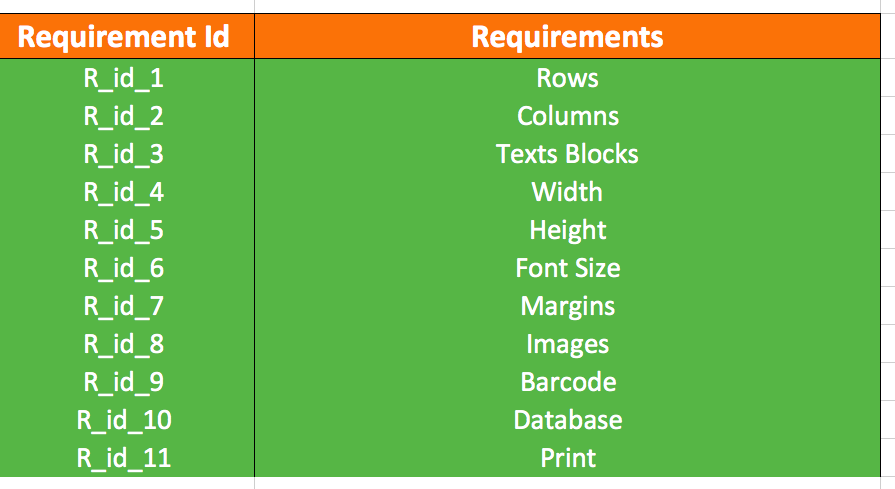 Requirement Id Requirements
R_id_1 Rows
R_id_2 Columns
R_id_3 Texts Blocks
R_id_4 Width
R_id_5 Height
R_id_6 Font Size
R_id_7 Margins
R_id_8 Images
R_id_9 Barcode
R_id_10 Database
R_id_11 Print